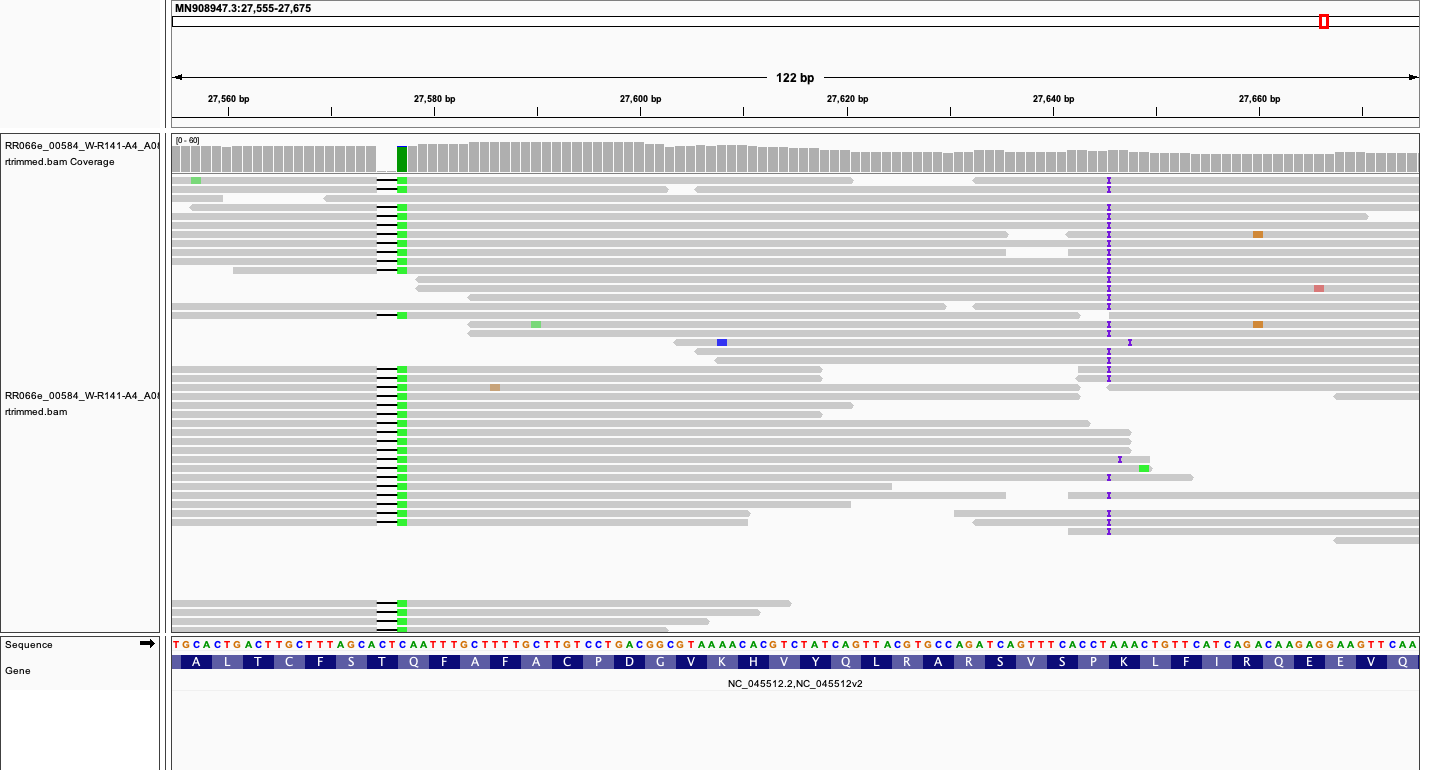 MN908947.3:27,555-27,675
122 bp
27,560 bp 27,580 bp 27,600 bp 27,620 bp 27,640 bp 27,660 bp
RR066e_00584_W-R141-A4_A0
rtrimmed.bam Coverage
[0 - 60]
RR066e_00584_W-R141-A4_A0
rtrimmed.bam
Sequence
TGCACTGACTTGCTTTAGCACTCAATTTGCTTTTGCTTGTCCTGACGGCGTAAAACACGTCTATCAGTTACGTGCCAGATCAGTTTCACCTAAACTGTTCATCAGACAAGAGGAAGTTCAA
Gene
A L T C F S T Q F A F A C P D G V K H V Y Q L R A R S V S P K L F I R Q E E V Q
NC_045512.2,NC_045512v2